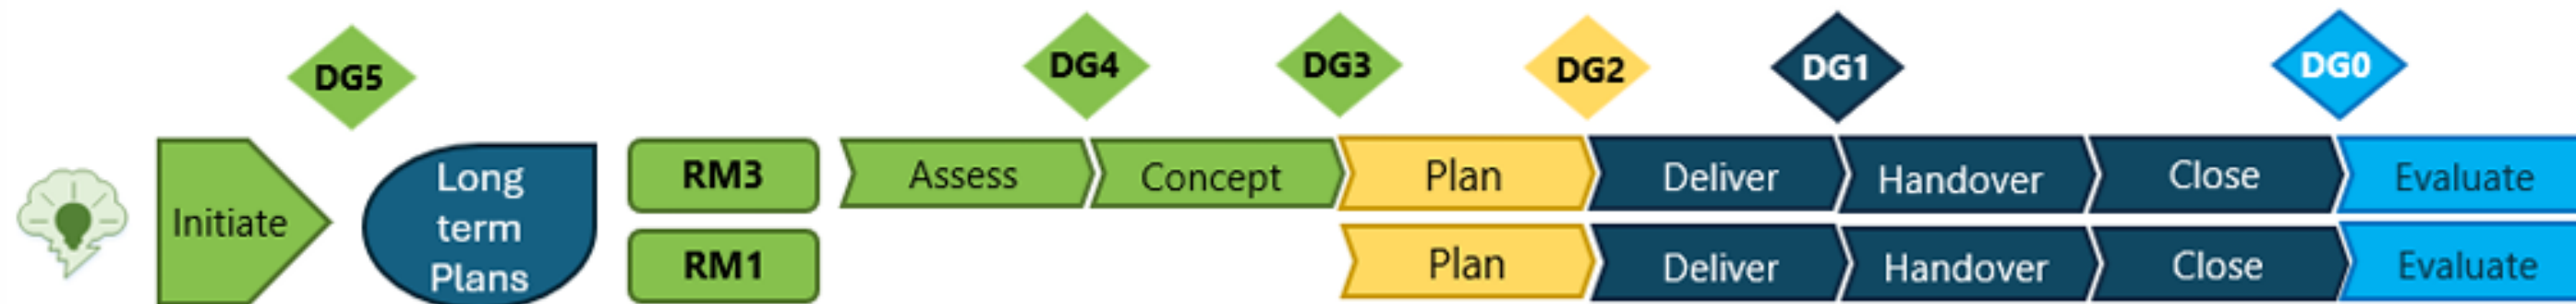 DG5
DG4
DG3
DG2
DG1
DG0
Initiate
Long
term
Plans
RM3
Assess
Concept
Plan
Deliver
Handover
Close
Evaluate
RM1
Plan
Deliver
Handover
Close
Evaluate